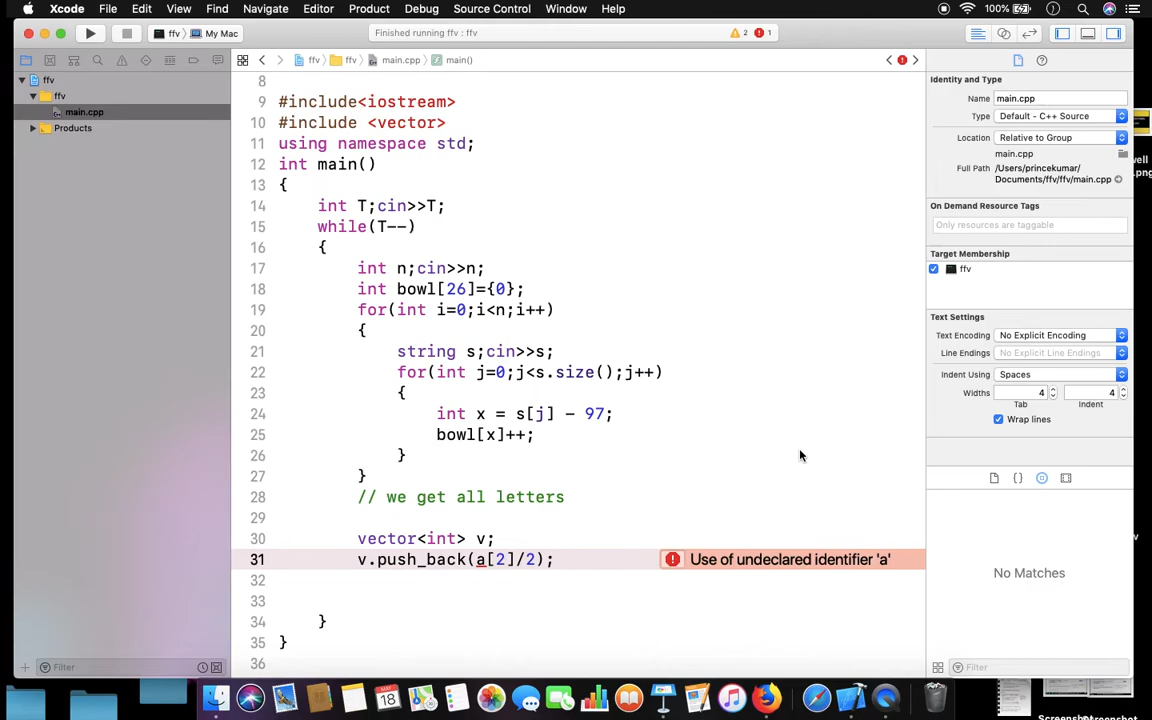 Xcode File Edit View Find Navigate Editor Product Debug Source Control Window Help 100%
ffv My Mac Finished running ffv : ffv 2 1
ffv ffv main.cpp main()
ffv
ffv
main.cpp
Products
8
9 #include<iostream>
10 #include <vector>
11 using namespace std;
12 int main()
13 {
14 int T;cin>>T;
15 while(T--)
16 {
17 int n;cin>>n;
18 int bowl[26]={0};
19 for(int i=0;i<n;i++)
20 {
21 string s;cin>>s;
22 for(int j=0;j<s.size();j++)
23 {
24 int x = s[j] - 97;
25 bowl[x]++;
26 }
27 }
28 // we get all letters
29
30 vector<int> v;
31 v.push_back(a[2]/2); Use of undeclared identifier 'a'
32
33
34 }
35 }
36
Filter
Identity and Type
Name main.cpp
Type Default - C++ Source
Location Relative to Group
main.cpp
Full Path /Users/princekumar/
Documents/ffv/ffv/main.cpp
On Demand Resource Tags
Only resources are taggable
Target Membership
ffv
Text Settings
Text Encoding No Explicit Encoding
Line Endings No Explicit Line Endings
Indent Using Spaces
Widths 4 4
Tab Indent
Wrap lines
No Matches
Filter
18